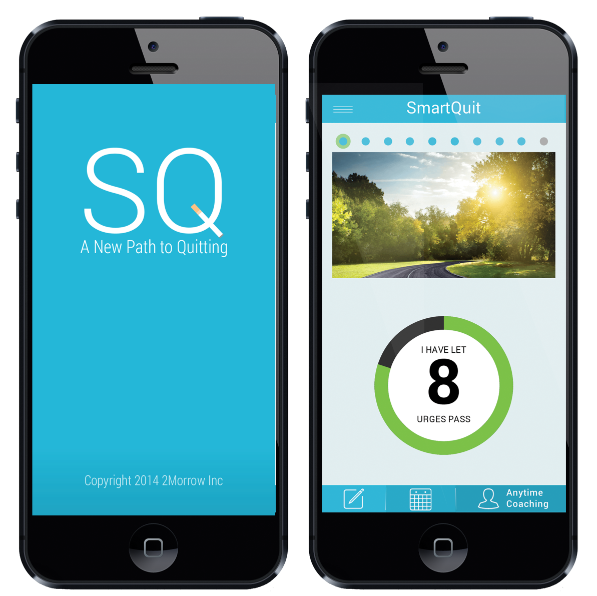 SQ
A New Path to Quitting
Copyright 2014 2Morrow Inc
SmartQuit
I HAVE LET
8
URGES PASS
Anytime
Coaching